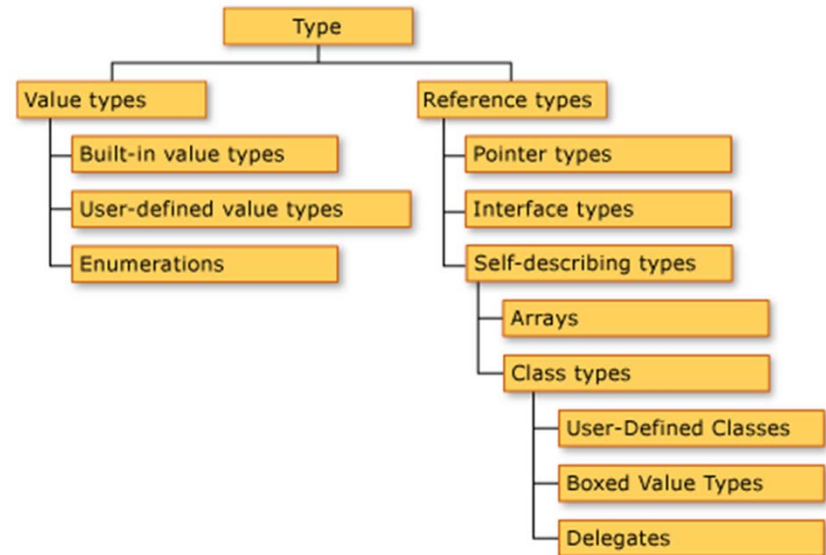 Type
Value types
Built-in value types
User-defined value types
Enumerations
Reference types
Pointer types
Interface types
Self-describing types
Arrays
Class types
User-Defined Classes
Boxed Value Types
Delegates